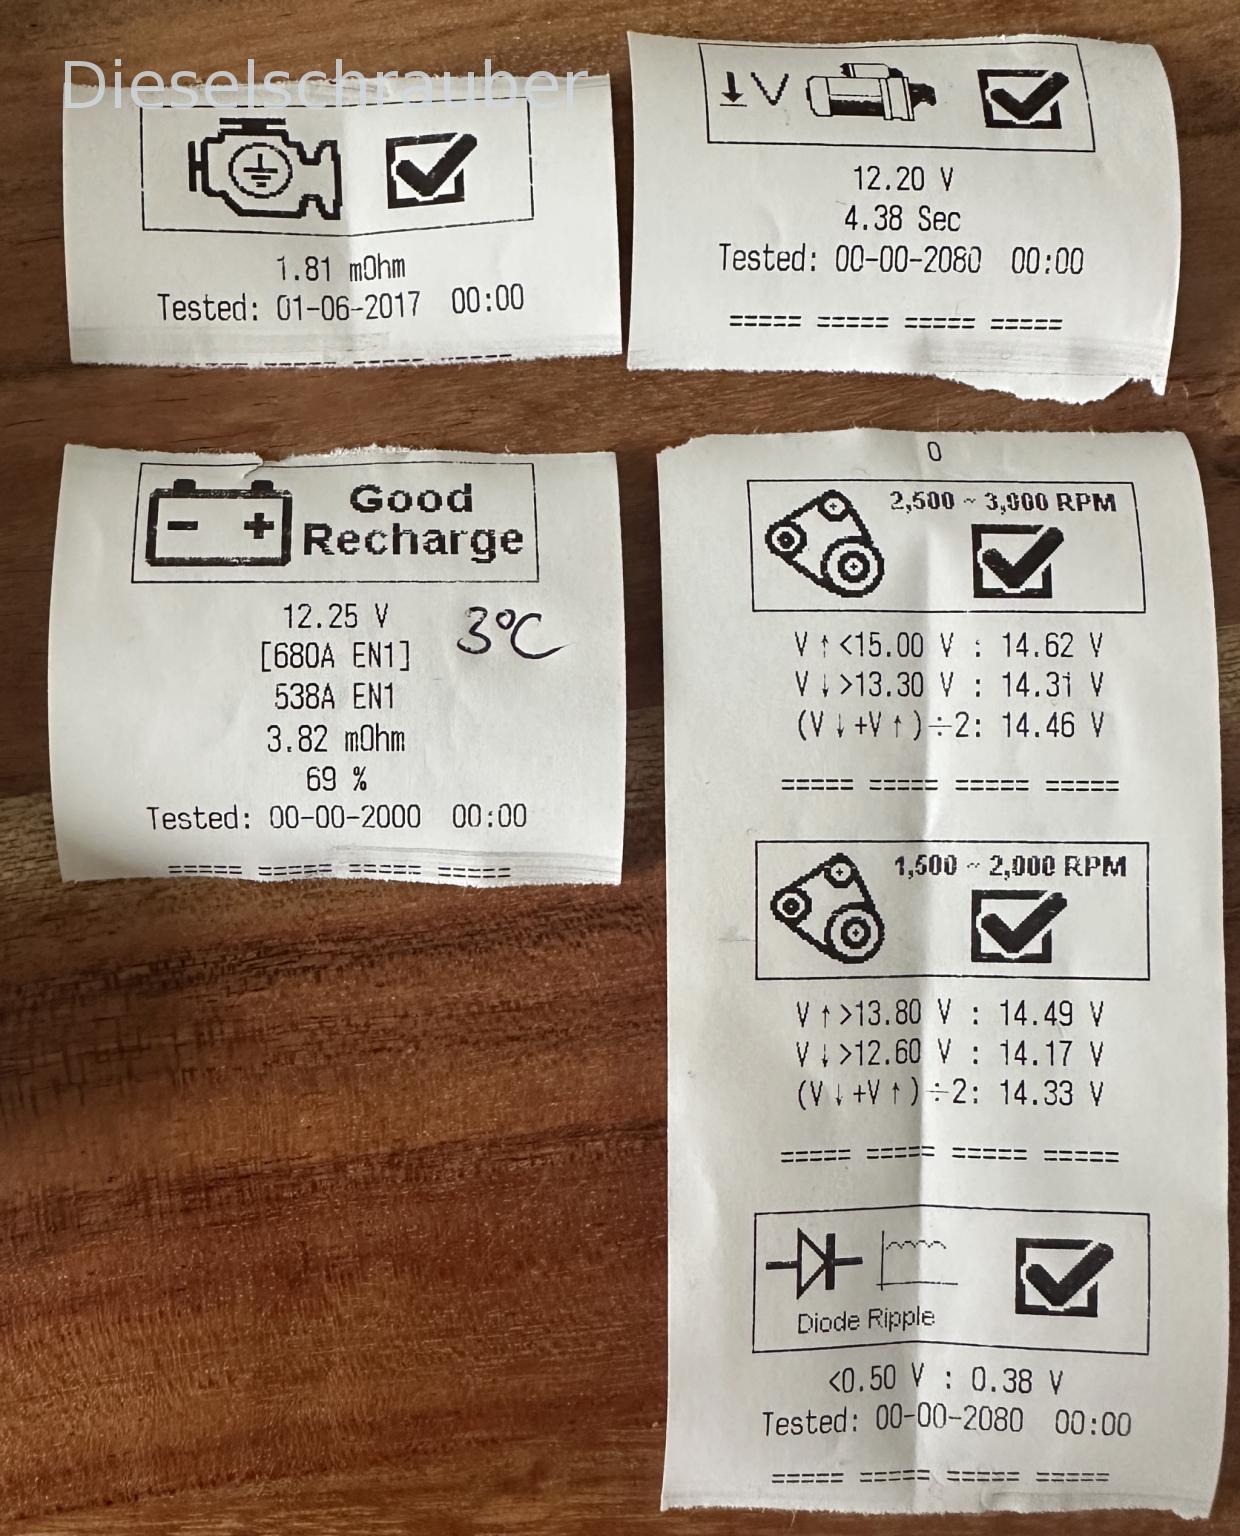 Dieselschrauber
1.81 mOhm
Tested: 01-06-2017 00:00
↓ V
12.20 V
4.38 Sec
Tested: 00-00-2080 00:00
===== ===== ===== =====
Good
Recharge
12.25 V
3°C
[680A EN1]
538A EN1
3.82 mOhm
69 %
Tested: 00-00-2000 00:00
===== ===== ===== =====
0
2,500 ~ 3,000 RPM
V ↑ <15.00 V : 14.62 V
V ↓ >13.30 V : 14.31 V
(V ↓ +V ↑ ) ÷2: 14.46 V
===== ===== ===== =====
1,500 ~ 2,000 RPM
V ↑ >13.80 V : 14.49 V
V ↓ >12.60 V : 14.17 V
(V ↓ +V ↑ ) ÷2: 14.33 V
===== ===== ===== =====
Diode Ripple
<0.50 V : 0.38 V
Tested: 00-00-2080 00:00
===== ===== ===== =====